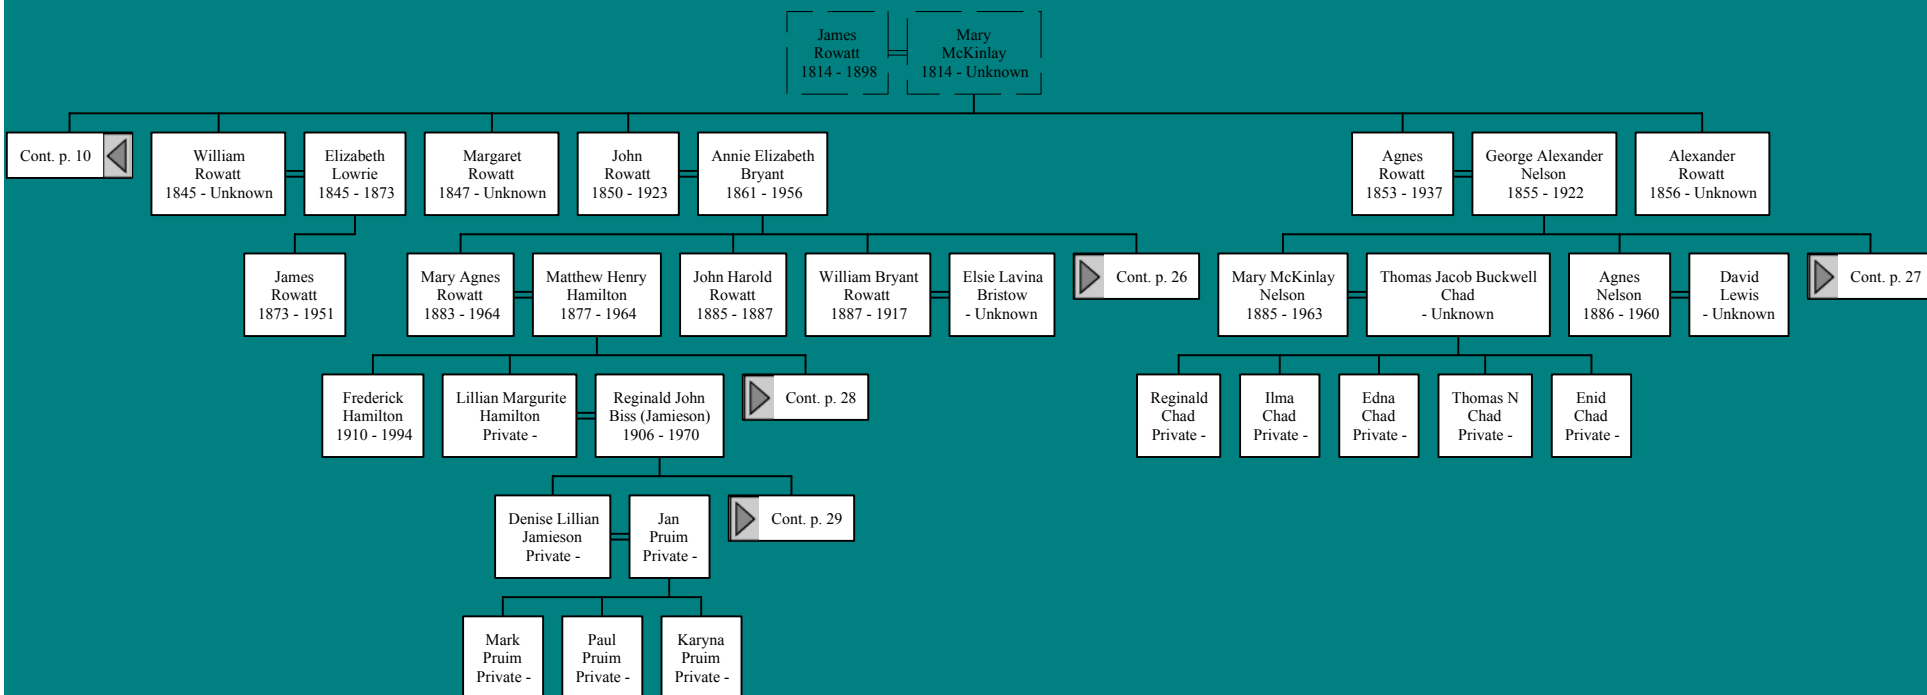 James
Rowatt
1814 - 1898
Mary
McKinlay
1814 - Unknown
Cont. p. 10
William
Rowatt
1845 - Unknown
Elizabeth
Lowrie
1845 - 1873
Margaret
Rowatt
1847 - Unknown
John
Rowatt
1850 - 1923
Annie Elizabeth
Bryant
1861 - 1956
Agnes
Rowatt
1853 - 1937
George Alexander
Nelson
1855 - 1922
Alexander
Rowatt
1856 - Unknown
James
Rowatt
1873 - 1951
Mary Agnes
Rowatt
1883 - 1964
Matthew Henry
Hamilton
1877 - 1964
John Harold
Rowatt
1885 - 1887
William Bryant
Rowatt
1887 - 1917
Elsie Lavina
Bristow
- Unknown
Cont. p. 26
Mary McKinlay
Nelson
1885 - 1963
Thomas Jacob Buckwell
Chad
- Unknown
Agnes
Nelson
1886 - 1960
David
Lewis
- Unknown
Cont. p. 27
Frederick
Hamilton
1910 - 1994
Lillian Margurite
Hamilton
Private -
Reginald John
Biss (Jamieson)
1906 - 1970
Cont. p. 28
Reginald
Chad
Private -
Ilma
Chad
Private -
Edna
Chad
Private -
Thomas N
Chad
Private -
Enid
Chad
Private -
Denise Lillian
Jamieson
Private -
Jan
Pruim
Private -
Cont. p. 29
Mark
Pruim
Private -
Paul
Pruim
Private -
Karyna
Pruim
Private -